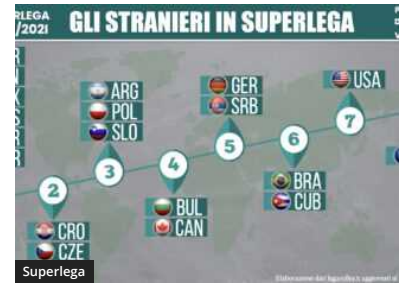 RLEGA
/2021
GLI STRANIERI IN SUPERLEGA
2
CRO
CZE
3
ARG
POL
SLO
4
BUL
CAN
5
GER
SRB
6
BRA
CUB
7
USA
Superlega